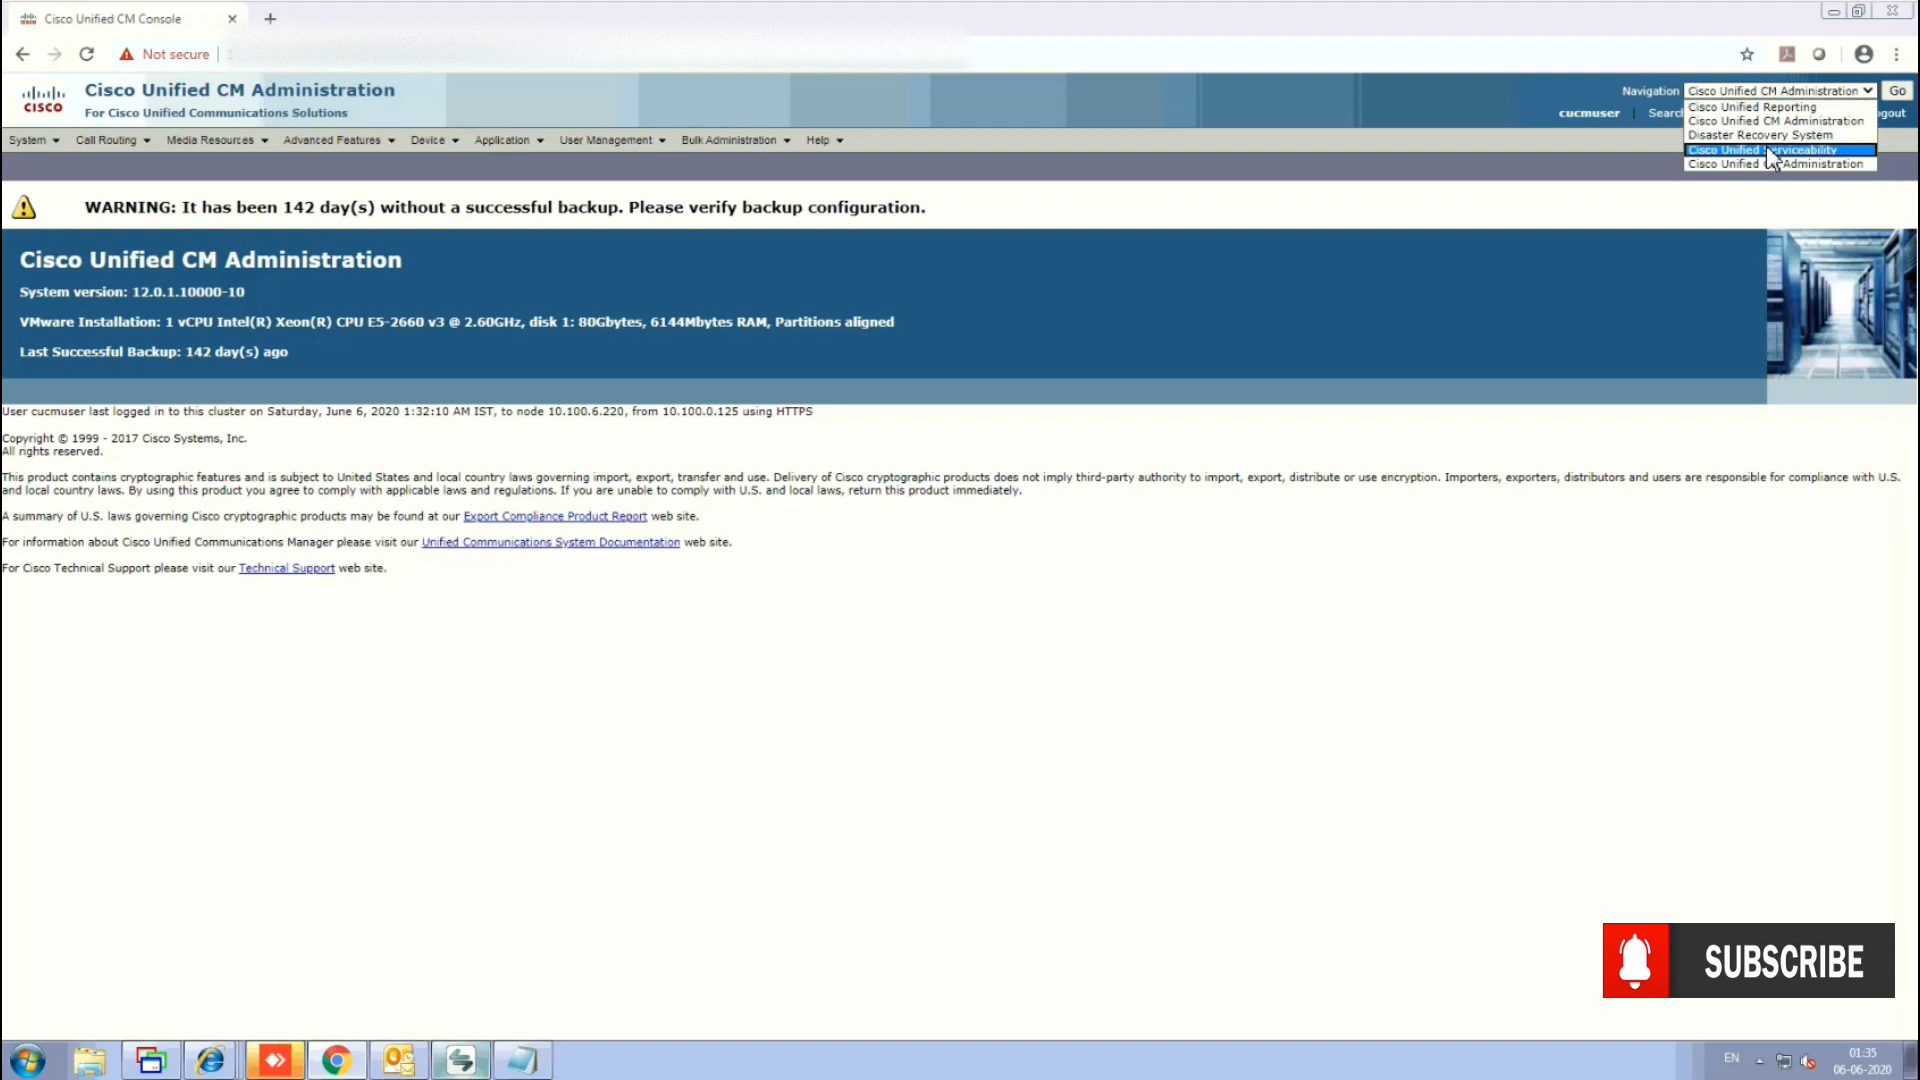 Cisco Unified CM Console
Not secure
CISCO
Cisco Unified CM Administration
For Cisco Unified Communications Solutions
Navigation Cisco Unified CM Administration Go
cucmuser | Search
Cisco Unified Reporting
Cisco Unified CM Administration
Disaster Recovery System
Cisco Unified Serviceability
Cisco Unified Administration
System Call Routing Media Resources Advanced Features Device Application User Management Bulk Administration Help
WARNING: It has been 142 day(s) without a successful backup. Please verify backup configuration.
Cisco Unified CM Administration
System version: 12.0.1.10000-10
VMware Installation: 1 vCPU Intel(R) Xeon(R) CPU E5-2660 v3 @ 2.60GHz, disk 1: 80Gbytes, 6144Mbytes RAM, Partitions aligned
Last Successful Backup: 142 day(s) ago
User cucmuser last logged in to this cluster on Saturday, June 6, 2020 1:32:10 AM IST, to node 10.100.6.220, from 10.100.0.125 using HTTPS
Copyright © 1999 - 2017 Cisco Systems, Inc.
All rights reserved.
This product contains cryptographic features and is subject to United States and local country laws governing import, export, transfer and use. Delivery of Cisco cryptographic products does not imply third-party authority to import, export, distribute or use encryption. Importers, exporters, distributors and users are responsible for compliance with U.S.
and local country laws. By using this product you agree to comply with applicable laws and regulations. If you are unable to comply with U.S. and local laws, return this product immediately.
A summary of U.S. laws governing Cisco cryptographic products may be found at our Export Compliance Product Report web site.
For information about Cisco Unified Communications Manager please visit our Unified Communications System Documentation web site.
For Cisco Technical Support please visit our Technical Support web site.
SUBSCRIBE
EN
01:35
06-06-2020